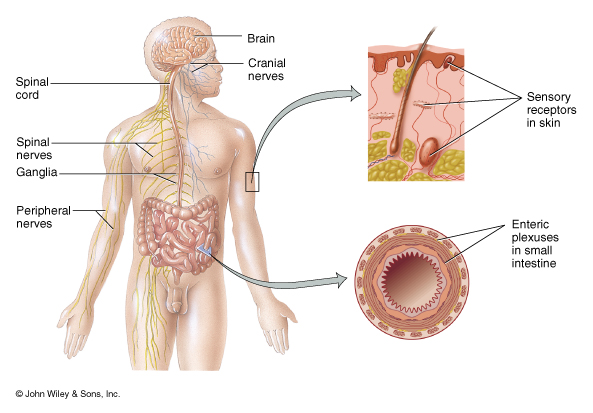 Brain
Cranial
nerves
Spinal
cord
Spinal
nerves
Ganglia
Peripheral
nerves
Sensory
receptors
in skin
Enteric
plexuses
in small
intestine
© John Wiley & Sons, Inc.